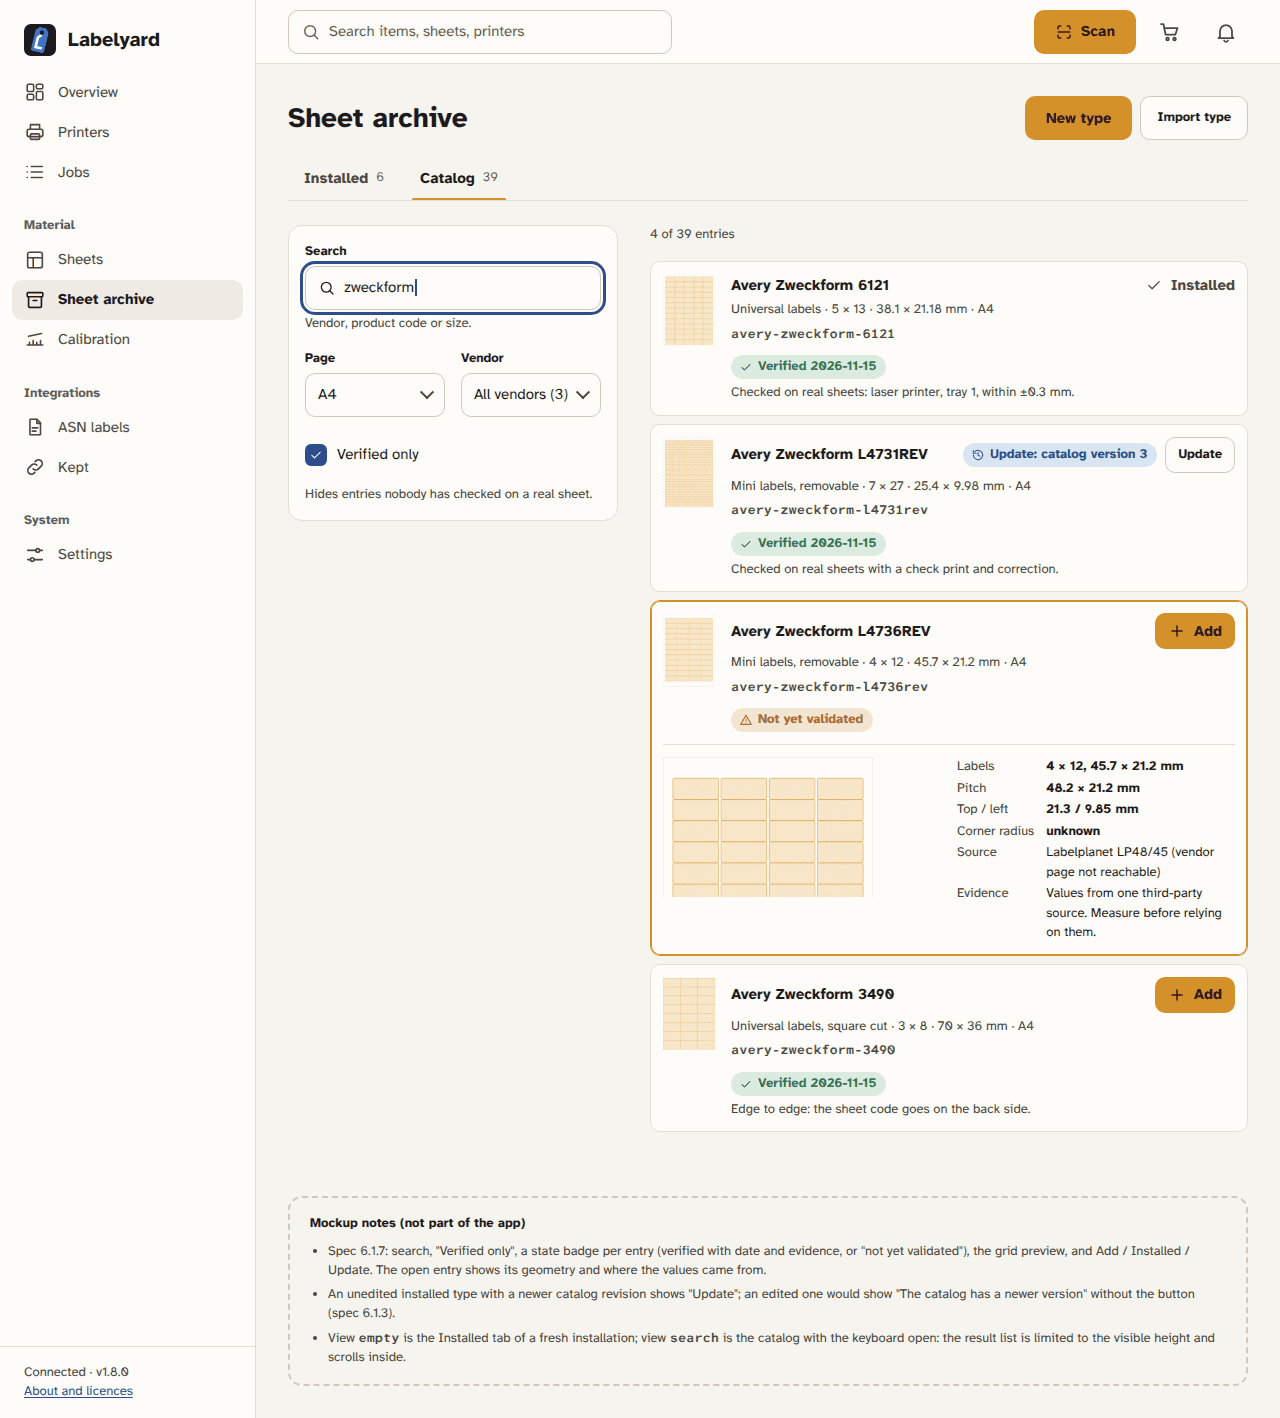 Labelyard
Search items, sheets, printers
Scan
Overview
Printers
Jobs
Material
Sheets
Sheet archive
Calibration
Integrations
ASN labels
Kept
System
Settings
Connected · v1.8.0
About and licences
Sheet archive
New type
Import type
Installed 6
Catalog 39
Search
zweckform
Vendor, product code or size.
Page
Vendor
A4
All vendors (3)
Verified only
Hides entries nobody has checked on a real sheet.
4 of 39 entries
Avery Zweckform 6121
Installed
Universal labels · 5 × 13 · 38.1 × 21.18 mm · A4
avery-zweckform-6121
Verified 2026-11-15
Checked on real sheets: laser printer, tray 1, within ±0.3 mm.
Avery Zweckform L4731REV
Update: catalog version 3
Update
Mini labels, removable · 7 × 27 · 25.4 × 9.98 mm · A4
avery-zweckform-l4731rev
Verified 2026-11-15
Checked on real sheets with a check print and correction.
Avery Zweckform L4736REV
Add
Mini labels, removable · 4 × 12 · 45.7 × 21.2 mm · A4
avery-zweckform-l4736rev
Not yet validated
Labels 4 × 12, 45.7 × 21.2 mm
Pitch 48.2 × 21.2 mm
Top / left 21.3 / 9.85 mm
Corner radius unknown
Source Labelplanet LP48/45 (vendor
page not reachable)
Evidence Values from one third-party
source. Measure before relying
on them.
Avery Zweckform 3490
Add
Universal labels, square cut · 3 × 8 · 70 × 36 mm · A4
avery-zweckform-3490
Verified 2026-11-15
Edge to edge: the sheet code goes on the back side.
Mockup notes (not part of the app)
• Spec 6.1.7: search, "Verified only", a state badge per entry (verified with date and evidence, or "not yet validated"), the grid preview, and Add / Installed /
Update. The open entry shows its geometry and where the values came from.
• An unedited installed type with a newer catalog revision shows "Update"; an edited one would show "The catalog has a newer version" without the button
(spec 6.1.3).
• View empty is the Installed tab of a fresh installation; view search is the catalog with the keyboard open: the result list is limited to the visible height and
scrolls inside.